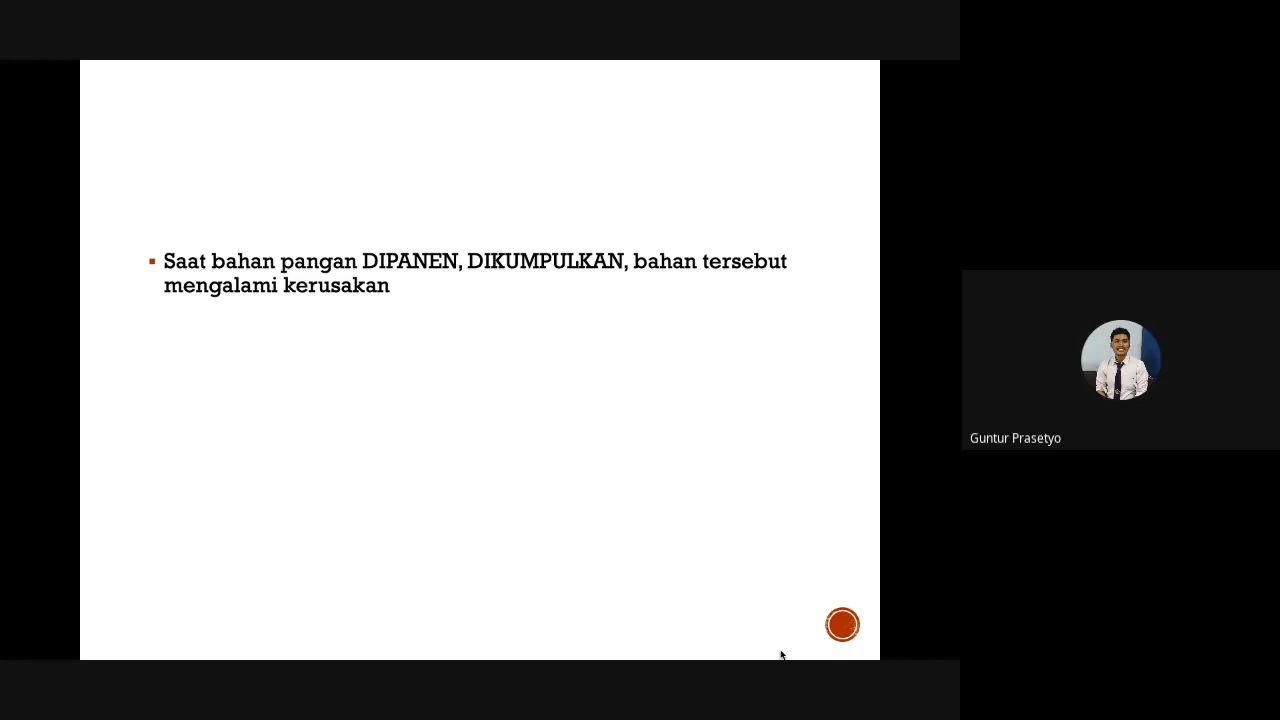 Saat bahan pangan DIPANEN, DIKUMPULKAN, bahan tersebut
mengalami kerusakan
Guntur Prasetyo